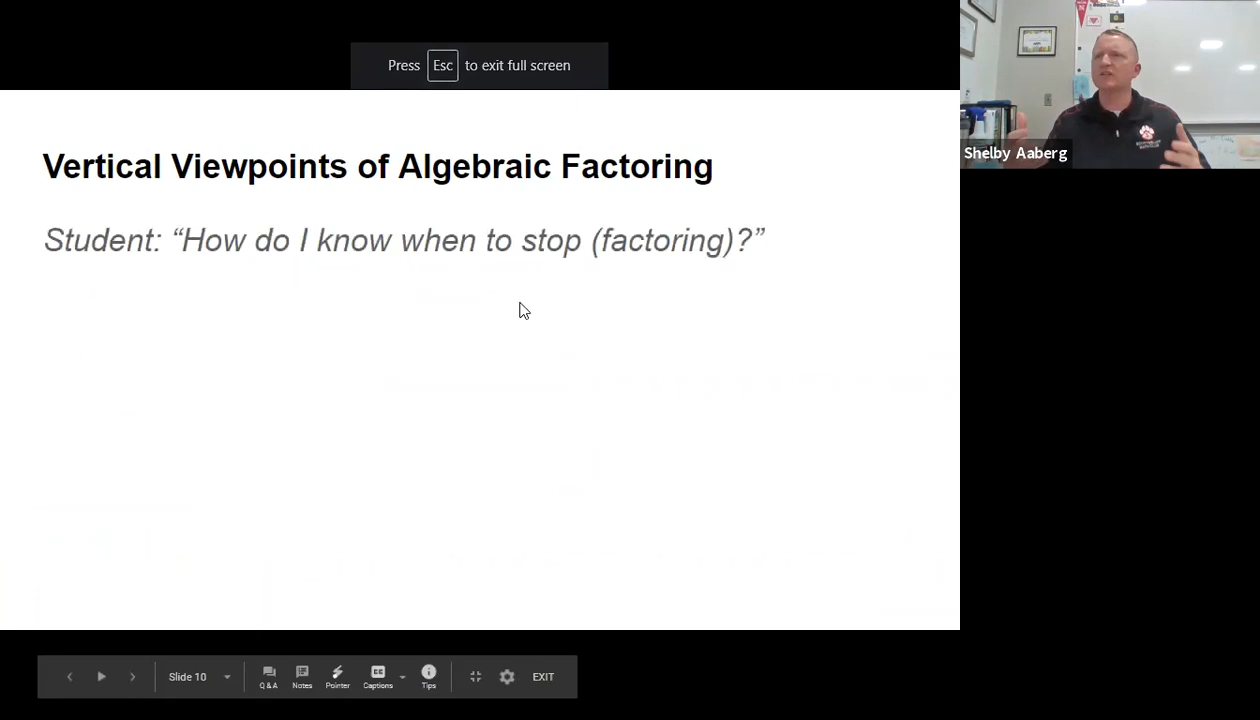 Press Esc to exit full screen
Shelby Aaberg
Vertical Viewpoints of Algebraic Factoring
Student: “How do I know when to stop (factoring)?”
Slide 10
Q & A
Notes
Pointer
Captions
Tips
EXIT